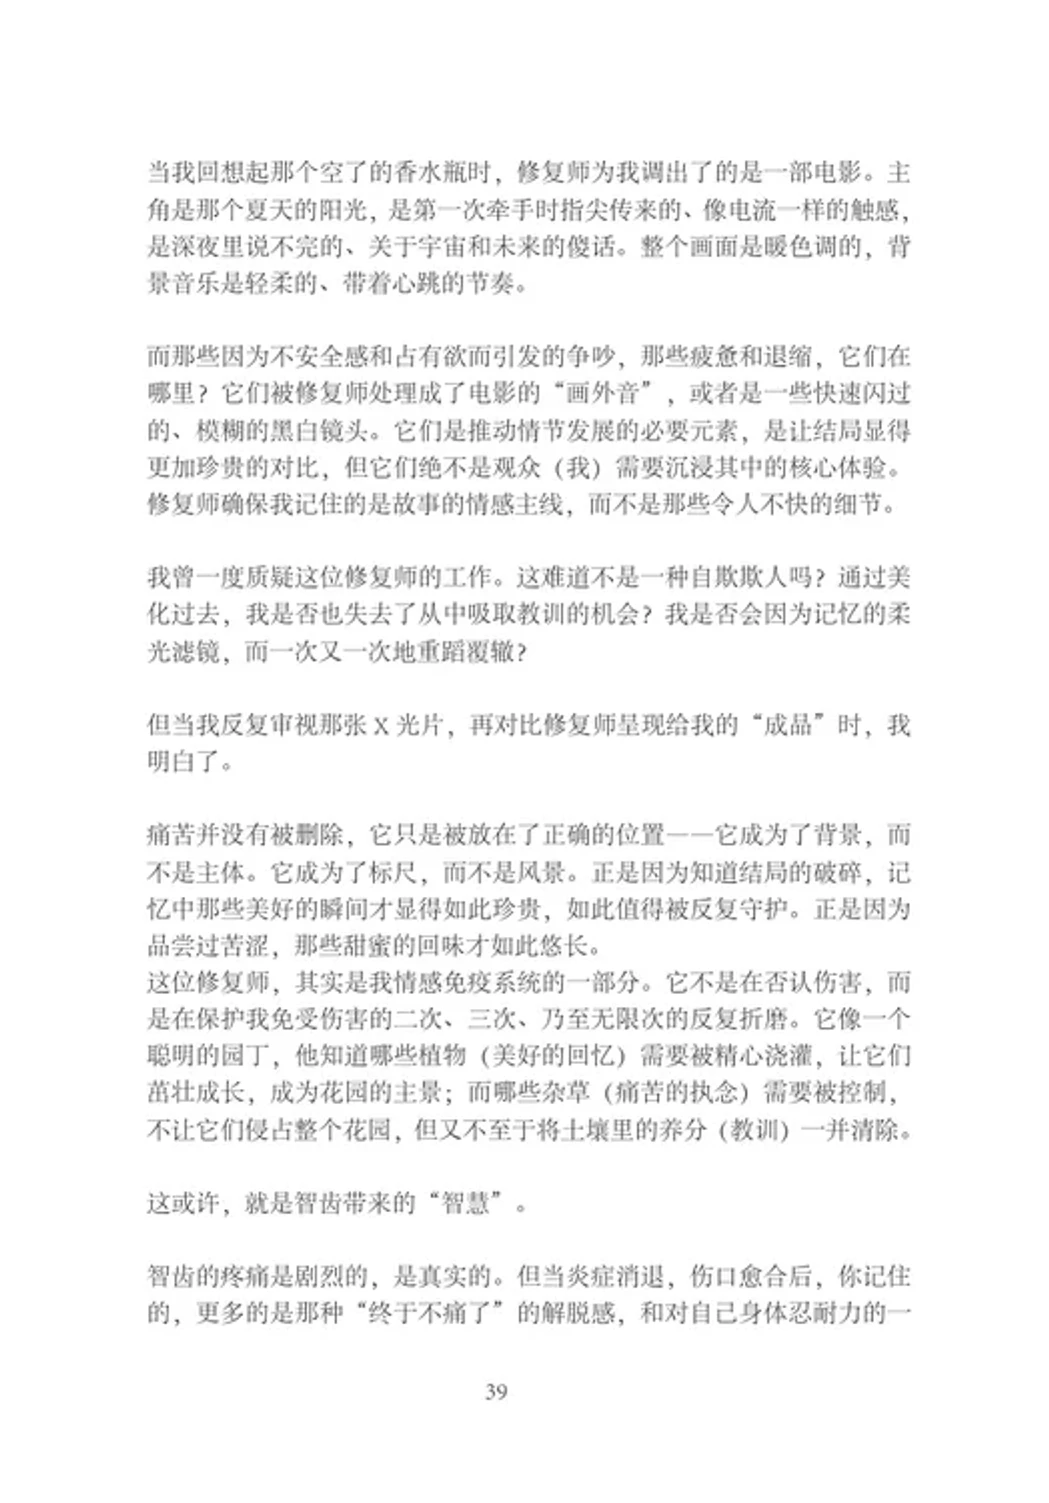 当我回想起那个空了的香水瓶时，修复师为我调出了的是一部电影。主
角是那个夏天的阳光，是第一次牵手时指尖传来的、像电流一样的触感，
是深夜里说不完的、关于宇宙和未来的傻话。整个画面是暖色调的，背
景音乐是轻柔的、带着心跳的节奏。
而那些因为不安全感和占有欲而引发的争吵，那些疲惫和退缩，它们在
哪里？它们被修复师处理成了电影的“画外音”，或者是一些快速闪过
的、模糊的黑白镜头。它们是推动情节发展的必要元素，是让结局显得
更加珍贵的对比，但它们绝不是观众（我）需要沉浸其中的核心体验。
修复师确保我记住的是故事的情感主线，而不是那些令人不快的细节。
我曾一度质疑这位修复师的工作。这难道不是一种自欺欺人吗？通过美
化过去，我是否也失去了从中吸取教训的机会？我是否会因为记忆的柔
光滤镜，而一次又一次地重蹈覆辙？
但当我反复审视那张 X 光片，再对比修复师呈现给我的“成品”时，我
明白了。
痛苦并没有被删除，它只是被放在了正确的位置——它成为了背景，而
不是主体。它成为了标尺，而不是风景。正是因为知道结局的破碎，记
忆中那些美好的瞬间才显得如此珍贵，如此值得被反复守护。正是因为
品尝过苦涩，那些甜蜜的回味才如此悠长。
这位修复师，其实是我情感免疫系统的一部分。它不是在否认伤害，而
是在保护我免受伤害的二次、三次、乃至无限次的反复折磨。它像一个
聪明的园丁，他知道哪些植物（美好的回忆）需要被精心浇灌，让它们
茁壮成长，成为花园的主景；而哪些杂草（痛苦的执念）需要被控制，
不让它们侵占整个花园，但又不至于将土壤里的养分（教训）一并清除。
这或许，就是智齿带来的“智慧”。
智齿的疼痛是剧烈的，是真实的。但当炎症消退，伤口愈合后，你记住
的，更多的是那种“终于不痛了”的解脱感，和对自己身体忍耐力的一
39